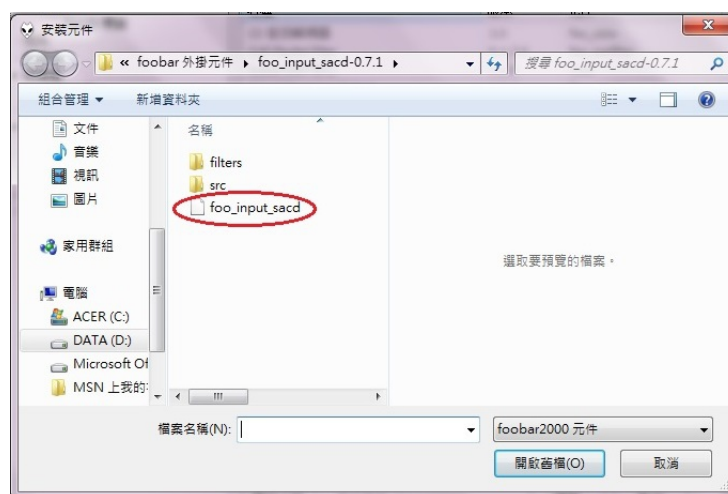 安裝元件
« foobar 外掛元件 ▸ foo_input_sacd-0.7.1 ▸
搜尋 foo_input_sacd-0.7.1
組合管理 ▼
新增資料夾
文件
音樂
視訊
圖片
家用群組
電腦
ACER (C:)
DATA (D:)
Microsoft Of
MSN 上我的
名稱
filters
src
foo_input_sacd
選取要預覽的檔案。
檔案名稱(N):
foobar2000 元件
開啟舊檔(O)
取消